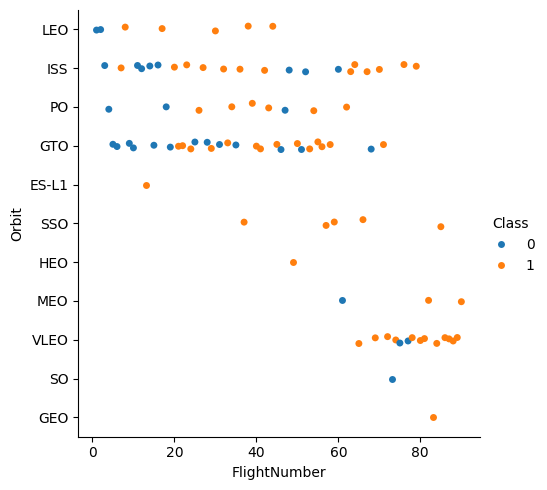 LEO
ISS
PO
GTO
ES-L1
SSO
HEO
MEO
VLEO
SO
GEO
Orbit
0 20 40 60 80
FlightNumber
Class
0
1